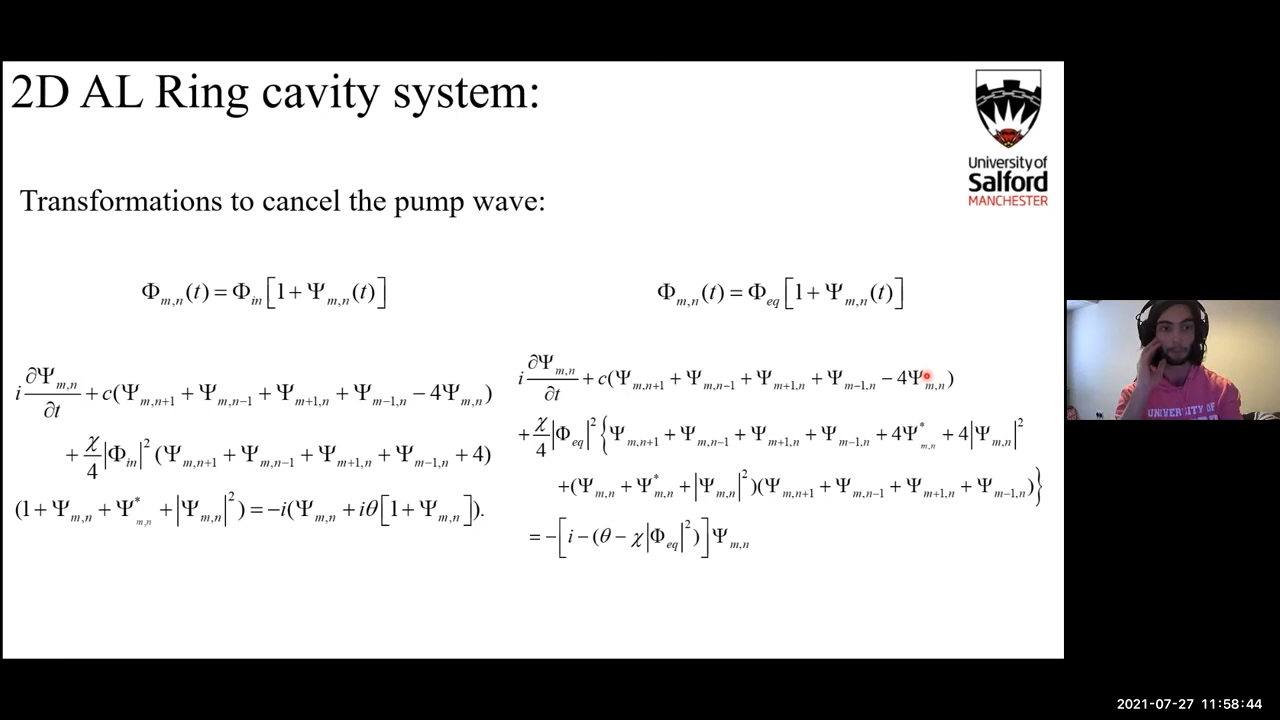 2D AL Ring cavity system:
University of
Salford
MANCHESTER
Transformations to cancel the pump wave:
Φ_{m,n}(t) = Φ_{in}[1 + Ψ_{m,n}(t)]
i ∂Ψ_{m,n}/∂t + c(Ψ_{m,n+1} + Ψ_{m,n−1} + Ψ_{m+1,n} + Ψ_{m−1,n} − 4Ψ_{m,n})
+ χ/4 |Φ_{in}|² (Ψ_{m,n+1} + Ψ_{m,n−1} + Ψ_{m+1,n} + Ψ_{m−1,n} + 4)
(1 + Ψ_{m,n} + Ψ*_{m,n} + |Ψ_{m,n}|²) = −i(Ψ_{m,n} + iθ[1 + Ψ_{m,n}]).
Φ_{m,n}(t) = Φ_{eq}[1 + Ψ_{m,n}(t)]
i ∂Ψ_{m,n}/∂t + c(Ψ_{m,n+1} + Ψ_{m,n−1} + Ψ_{m+1,n} + Ψ_{m−1,n} − 4Ψ_{m,n})
+ χ/4 |Φ_{eq}|² {Ψ_{m,n+1} + Ψ_{m,n−1} + Ψ_{m+1,n} + Ψ_{m−1,n} + 4Ψ*_{m,n} + 4|Ψ_{m,n}|²
+(Ψ_{m,n} + Ψ*_{m,n} + |Ψ_{m,n}|²)(Ψ_{m,n+1} + Ψ_{m,n−1} + Ψ_{m+1,n} + Ψ_{m−1,n})}
= −[i − (θ − χ|Φ_{eq}|²)]Ψ_{m,n}
UNIVERSITY OF
2021-07-27 11:58:44